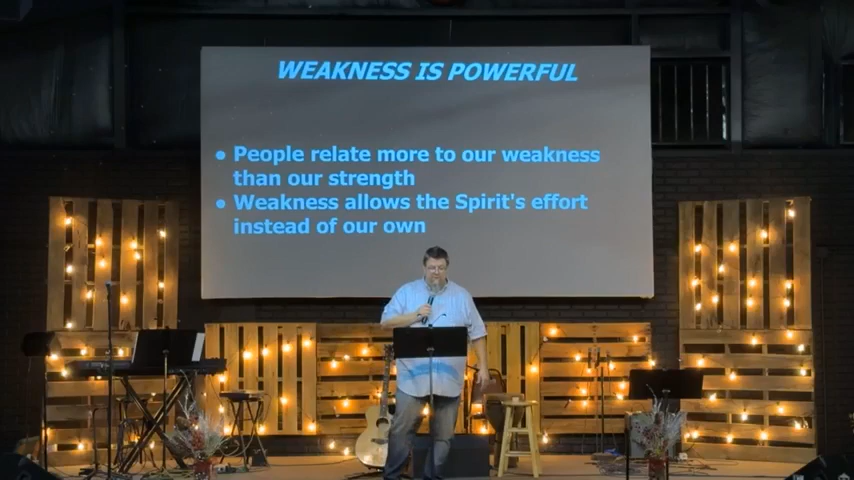 WEAKNESS IS POWERFUL
● People relate more to our weakness
than our strength
● Weakness allows the Spirit's effort
instead of our own